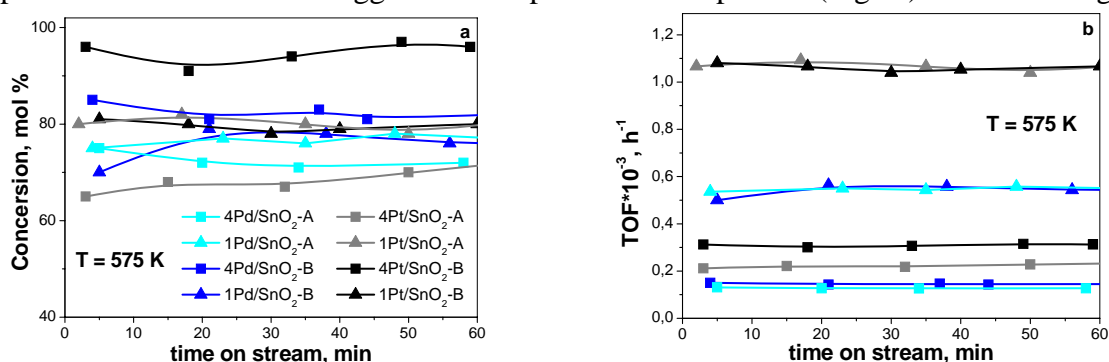 a
100
80
60
40
Concersion, mol %
4Pd/SnO₂-A
1Pd/SnO₂-A
4Pd/SnO₂-B
1Pd/SnO₂-B
4Pt/SnO₂-A
1Pt/SnO₂-A
4Pt/SnO₂-B
1Pt/SnO₂-B
T = 575 K
0 10 20 30 40 50 60
time on stream, min
b
1,2
1,0
0,8
0,6
0,4
0,2
0,0
TOF*10⁻³, h⁻¹
T = 575 K
0 10 20 30 40 50 60
time on stream, min